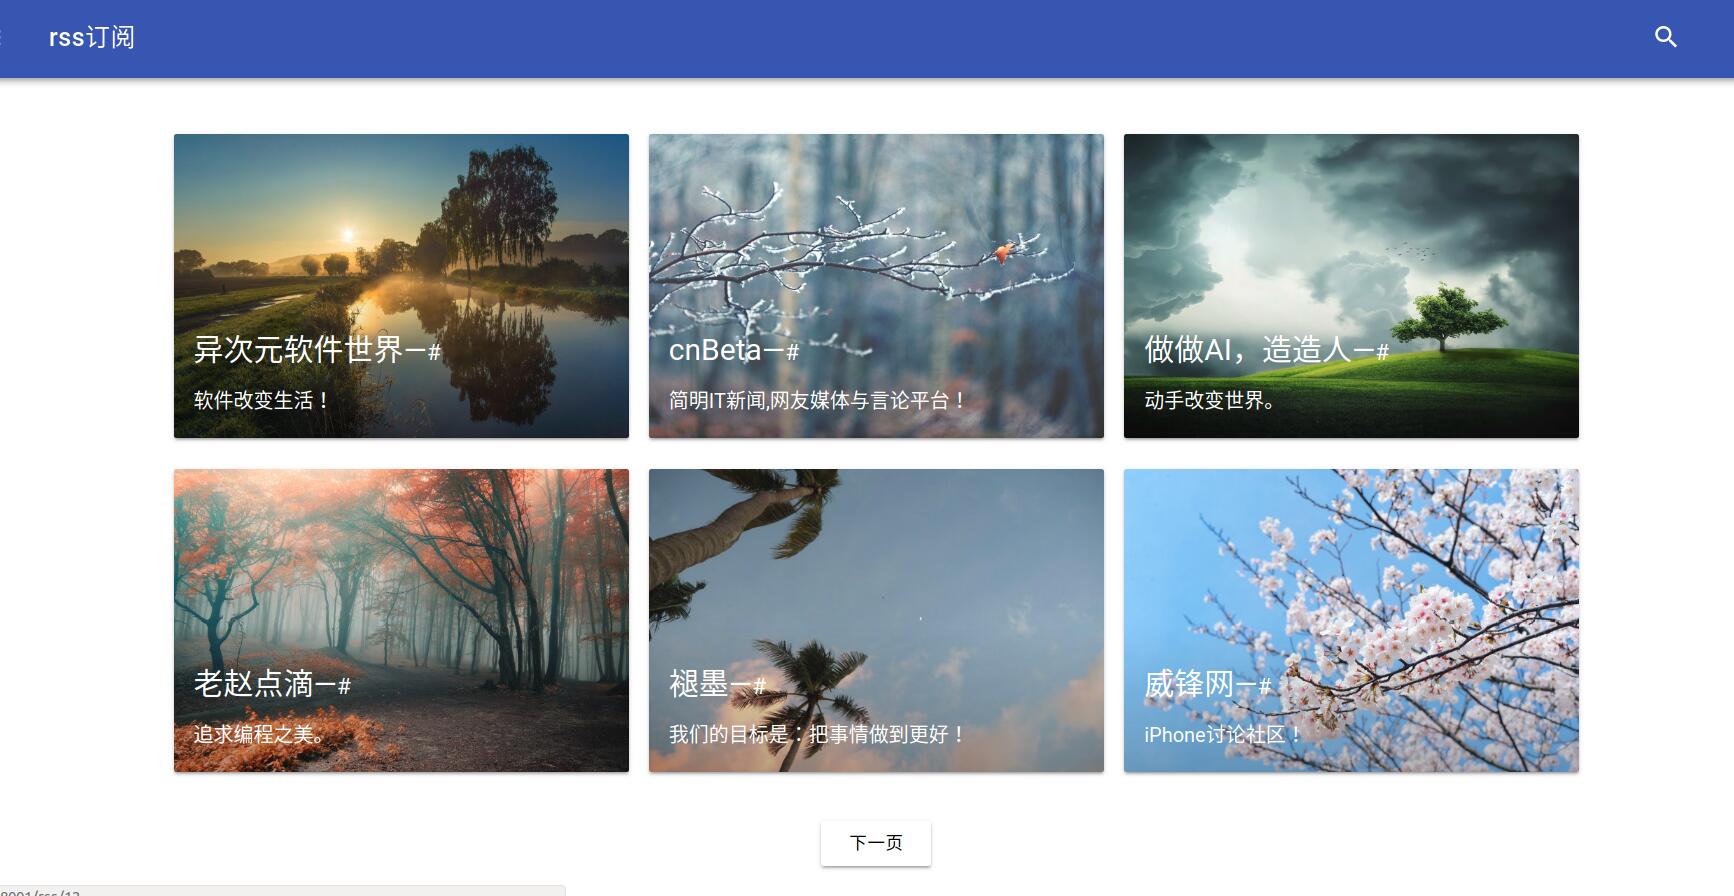 rss订阅
异次元软件世界—#
软件改变生活！
cnBeta—#
简明IT新闻,网友媒体与言论平台！
做做AI，造造人—#
动手改变世界。
老赵点滴—#
追求编程之美。
褪墨—#
我们的目标是：把事情做到更好！
威锋网—#
iPhone讨论社区！
下一页